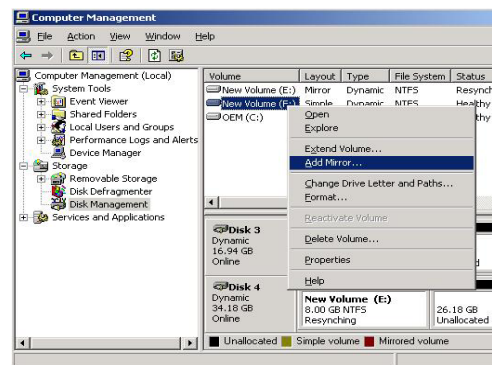 Computer Management
File Action View Window Help
Computer Management (Local)
System Tools
Event Viewer
Shared Folders
Local Users and Groups
Performance Logs and Alerts
Device Manager
Storage
Removable Storage
Disk Defragmenter
Disk Management
Services and Applications
Volume Layout Type File System Status
New Volume (E:) Mirror Dynamic NTFS Resynch
New Volume (F:) Simple Dynamic NTFS Healthy
OEM (C:) thy
Open
Explore
Extend Volume...
Add Mirror...
Change Drive Letter and Paths...
Format...
Reactivate Volume
Delete Volume...
Properties
Help
Disk 3
Dynamic
16.94 GB
Online
Disk 4
Dynamic
34.18 GB
Online
New Volume (E:)
8.00 GB NTFS
Resynching
26.18 GB
Unallocated
Unallocated Simple volume Mirrored volume